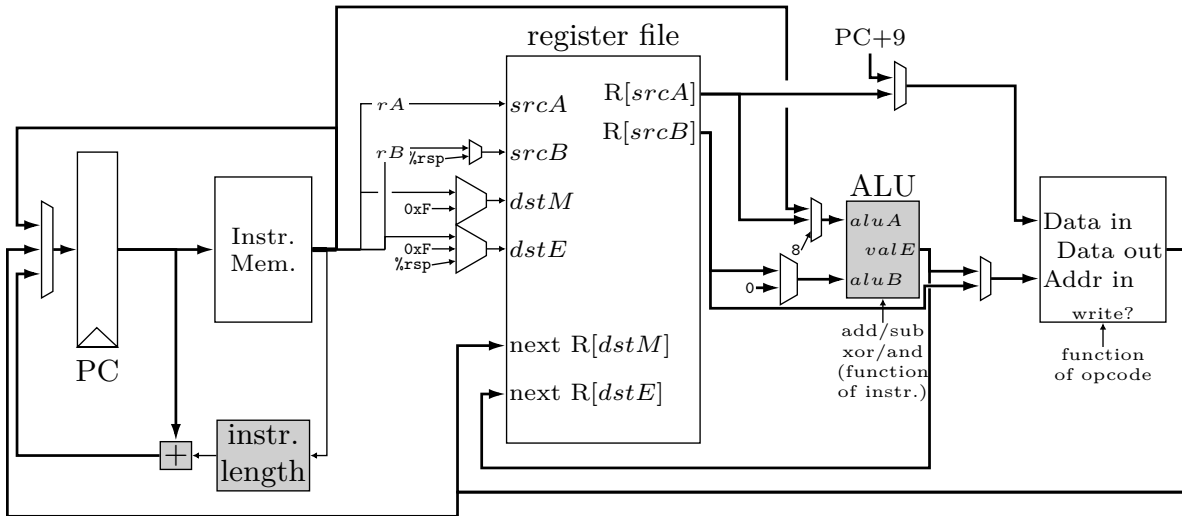 register file
PC+9
rA
srcA
R[srcA]
R[srcB]
rB
%rsp
srcB
ALU
0xF
dstM
Instr.
Mem.
aluA
Data in
0xF
dstE
8
valE
Data out
%rsp
0
aluB
Addr in
write?
PC
next R[dstM]
add/sub
xor/and
(function
of instr.)
function
of opcode
next R[dstE]
+
instr.
length